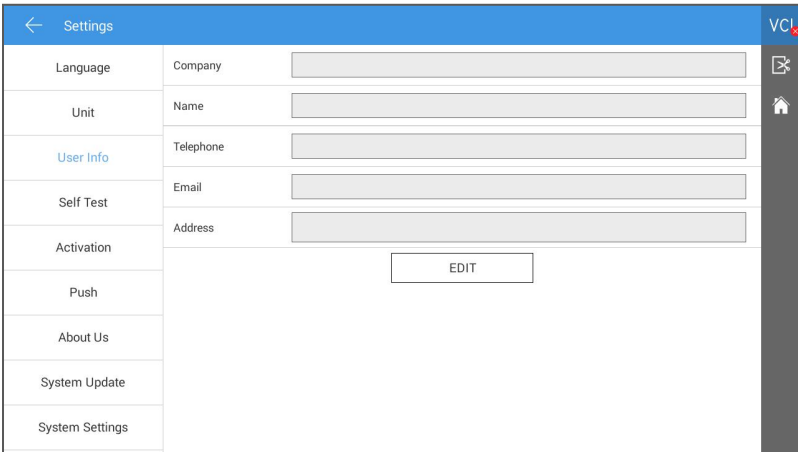 Settings
VCI
Language
Unit
User Info
Self Test
Activation
Push
About Us
System Update
System Settings
Company
Name
Telephone
Email
Address
EDIT